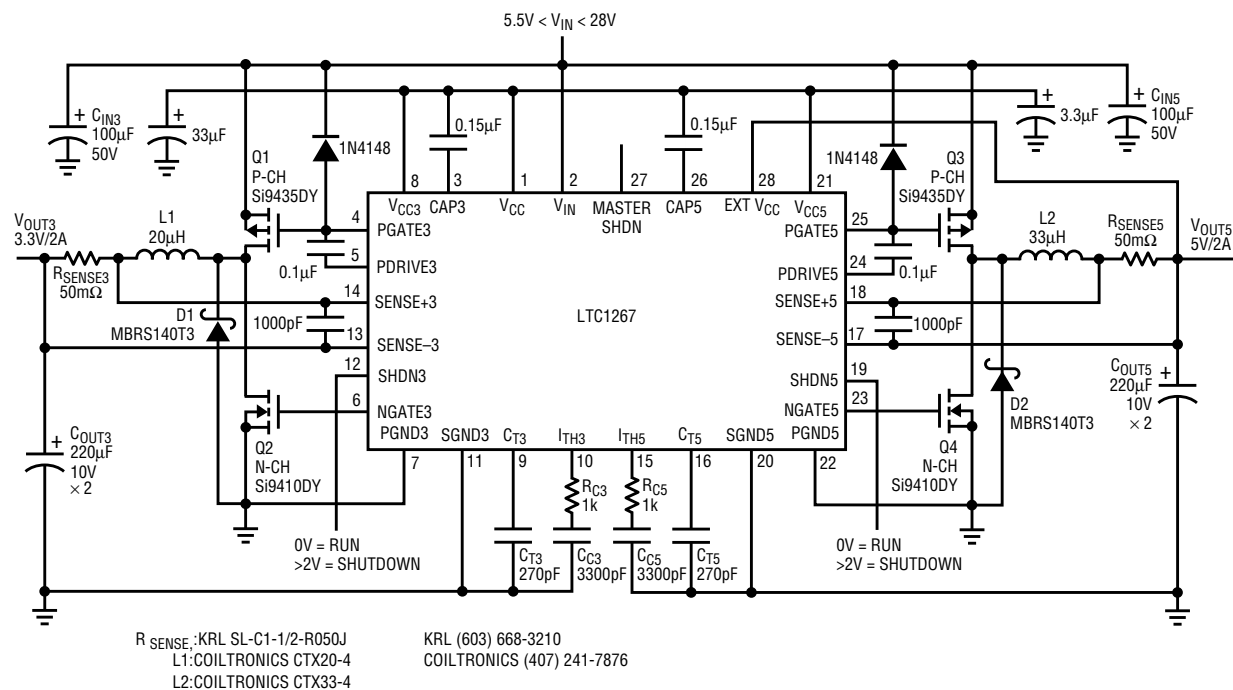 5.5V < VIN < 28V
+ CIN3
100µF
50V
+
33µF
0.15µF
0.15µF
+
3.3µF
+ CIN5
100µF
50V
Q1
P-CH
Si9435DY
1N4148
1N4148
Q3
P-CH
Si9435DY
8
3
1
2
27
26
28
21
VCC3
CAP3
VCC
VIN
MASTER
SHDN
CAP5
EXT VCC
VCC5
VOUT3
3.3V/2A
RSENSE3
50mΩ
L1
20µH
4
PGATE3
5
PDRIVE3
0.1µF
14
SENSE+3
1000pF
13
SENSE–3
12
SHDN3
6
NGATE3
D1
MBRS140T3
LTC1267
25
PGATE5
24
PDRIVE5
0.1µF
18
SENSE+5
1000pF
17
SENSE–5
19
SHDN5
23
NGATE5
L2
33µH
RSENSE5
50mΩ
VOUT5
5V/2A
COUT5
+
220µF
10V
× 2
D2
MBRS140T3
+ COUT3
220µF
10V
× 2
Q2
N-CH
Si9410DY
Q4
N-CH
Si9410DY
PGND3
SGND3
CT3
ITH3
ITH5
CT5
SGND5
PGND5
7
11
9
10
15
16
20
22
RC3
1k
RC5
1k
0V = RUN
>2V = SHUTDOWN
CT3
270pF
CC3
3300pF
CC5
3300pF
CT5
270pF
0V = RUN
>2V = SHUTDOWN
R SENSE,:KRL SL-C1-1/2-R050J
L1:COILTRONICS CTX20-4
L2:COILTRONICS CTX33-4
KRL (603) 668-3210
COILTRONICS (407) 241-7876